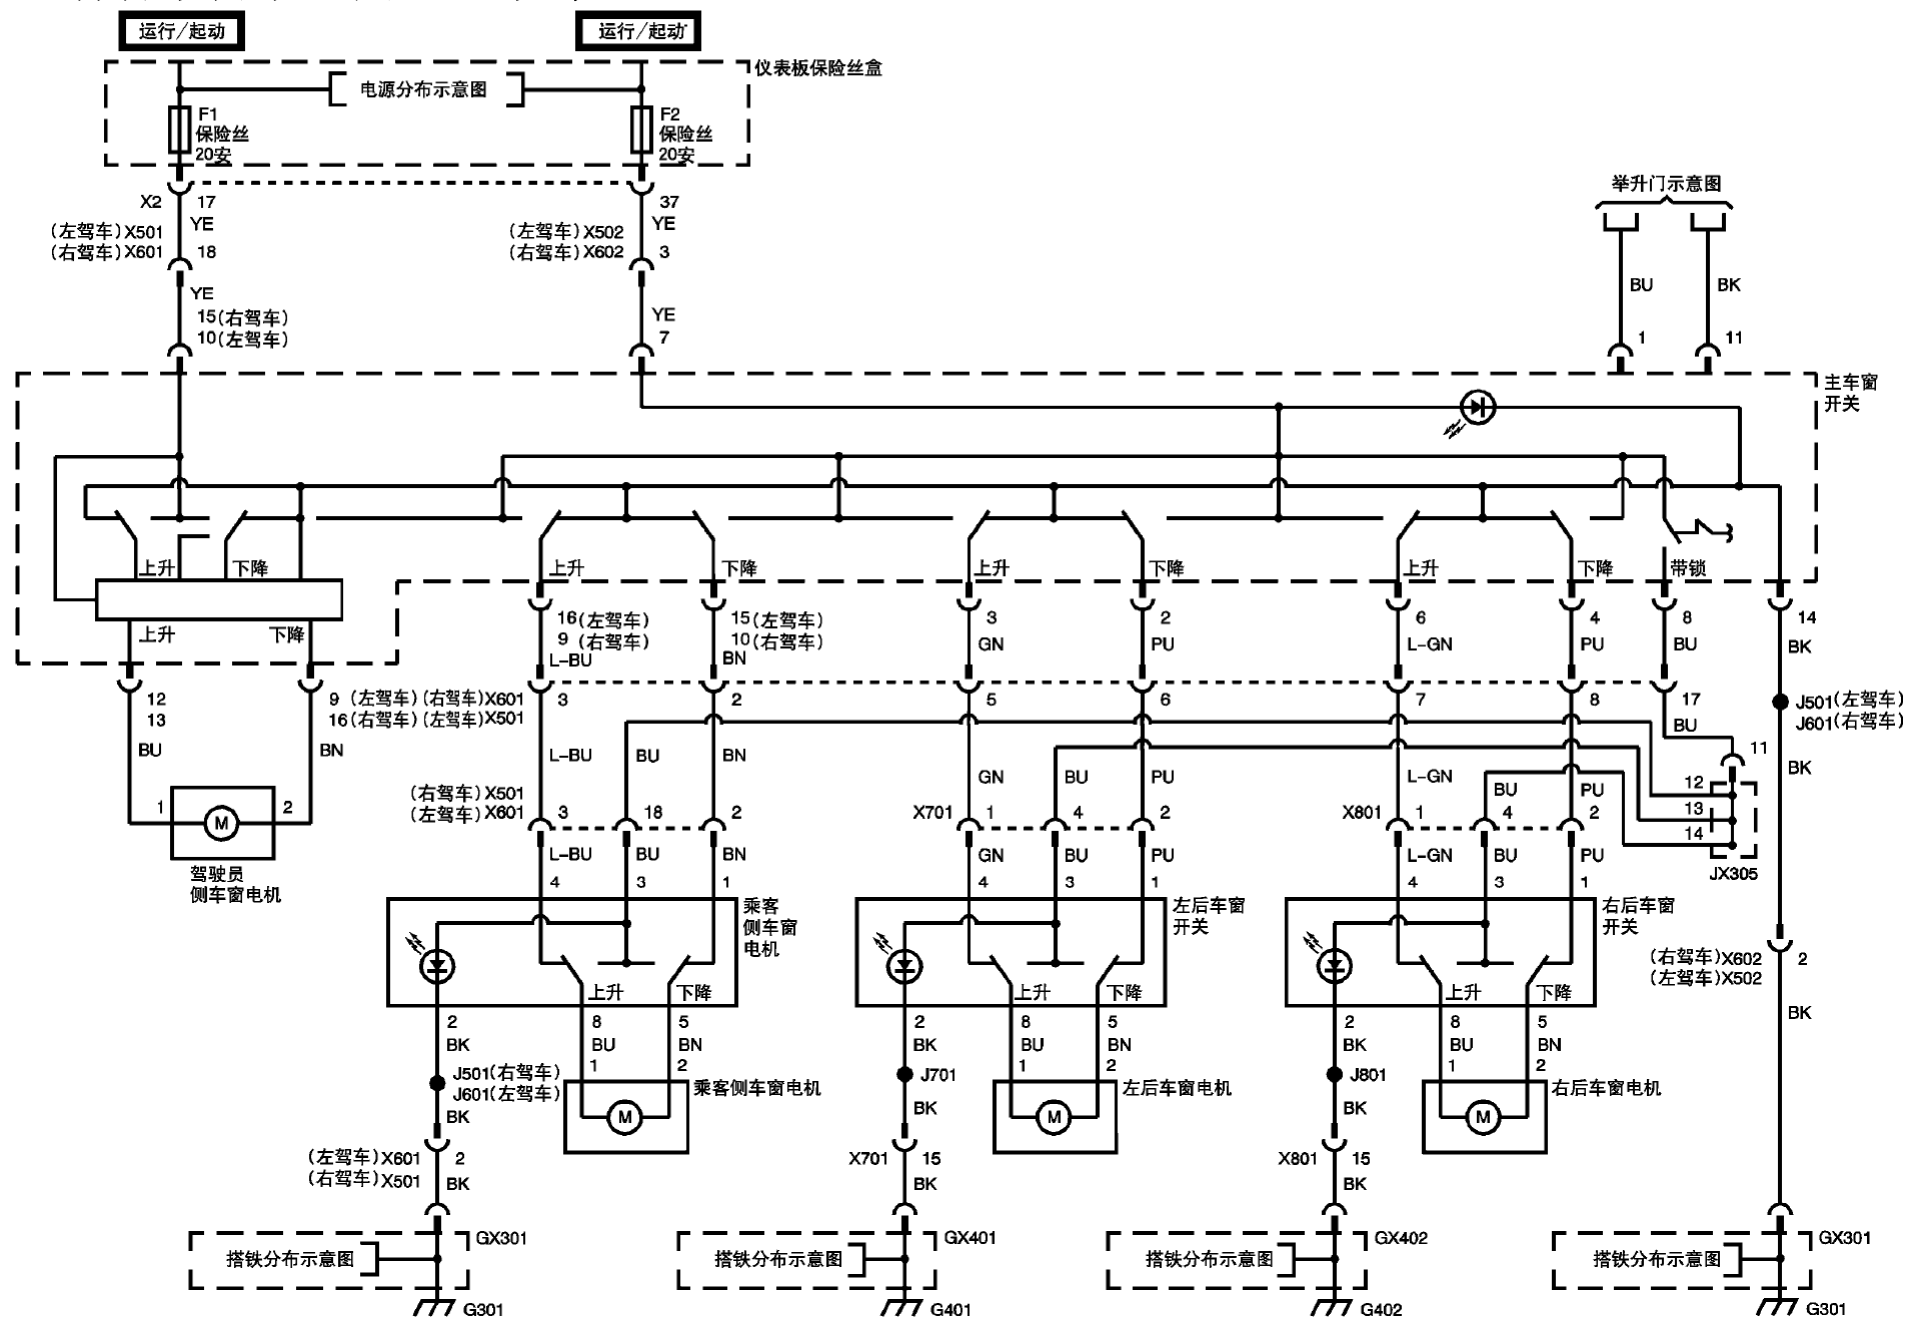 运行/起动
运行/起动
仪表板保险丝盒
电源分布示意图
F1
保险丝
20安
F2
保险丝
20安
X2
17
37
YE
YE
(左驾车)X501
(右驾车)X601
18
(左驾车)X502
(右驾车)X602
3
YE
15(右驾车)
10(左驾车)
YE
7
举升门示意图
BU
BK
1
11
主车窗
开关
上升
下降
上升
下降
上升
下降
上升
下降
带锁
上升
下降
16(左驾车)
9 (右驾车)
L-BU
15(左驾车)
10(右驾车)
BN
3
GN
2
PU
6
L-GN
4
PU
8
BU
14
BK
12
13
BU
9 (左驾车)(右驾车)X601
16(右驾车)(左驾车)X501
BN
3
2
5
6
7
8
17
BU
J501(左驾车)
J601(右驾车)
11
BK
L-BU
BU
BN
GN
BU
PU
L-GN
BU
PU
12
13
14
JX305
(右驾车)X501
(左驾车)X601
3
18
2
X701
1
4
2
X801
1
4
2
1
M
2
驾驶员
侧车窗电机
L-BU
BU
BN
GN
BU
PU
L-GN
BU
PU
4
3
1
4
3
1
4
3
1
乘客
侧车窗
电机
左后车窗
开关
右后车窗
开关
上升
下降
上升
下降
上升
下降
(右驾车)X602
(左驾车)X502
2
BK
2
BK
8
BU
1
5
BN
2
2
BK
8
BU
1
5
BN
2
2
BK
8
BU
1
5
BN
2
J501(右驾车)
J601(左驾车)
BK
M
乘客侧车窗电机
J701
BK
M
左后车窗电机
J801
BK
M
右后车窗电机
(左驾车)X601
(右驾车)X501
2
BK
X701
15
BK
X801
15
BK
搭铁分布示意图
GX301
G301
搭铁分布示意图
GX401
G401
搭铁分布示意图
GX402
G402
搭铁分布示意图
GX301
G301